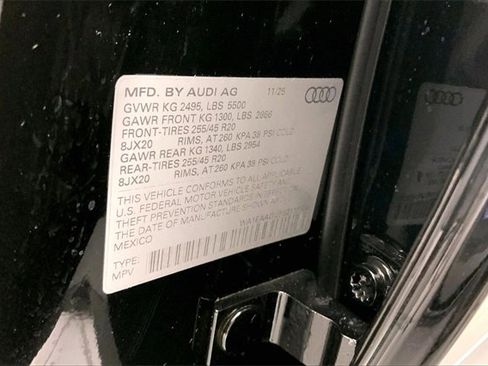 MFD. BY AUDI AG 11/25
GVWR KG 2495, LBS 5500
GAWR FRONT KG 1300, LBS 2866
FRONT-TIRES 255/45 R20
8JX20 RIMS, AT 260 KPA 38 PSI COLD
GAWR REAR KG 1340, LBS 2954
REAR-TIRES 255/45 R20
8JX20 RIMS, AT 260 KPA 38 PSI COLD
THIS VEHICLE CONFORMS TO ALL APPLICABLE
U.S. FEDERAL MOTOR VEHICLE SAFETY AND
THEFT PREVENTION STANDARDS IN EFFECT ON
THE DATE OF MANUFACTURE SHOWN ABOVE
MEXICO
TYPE:
MPV